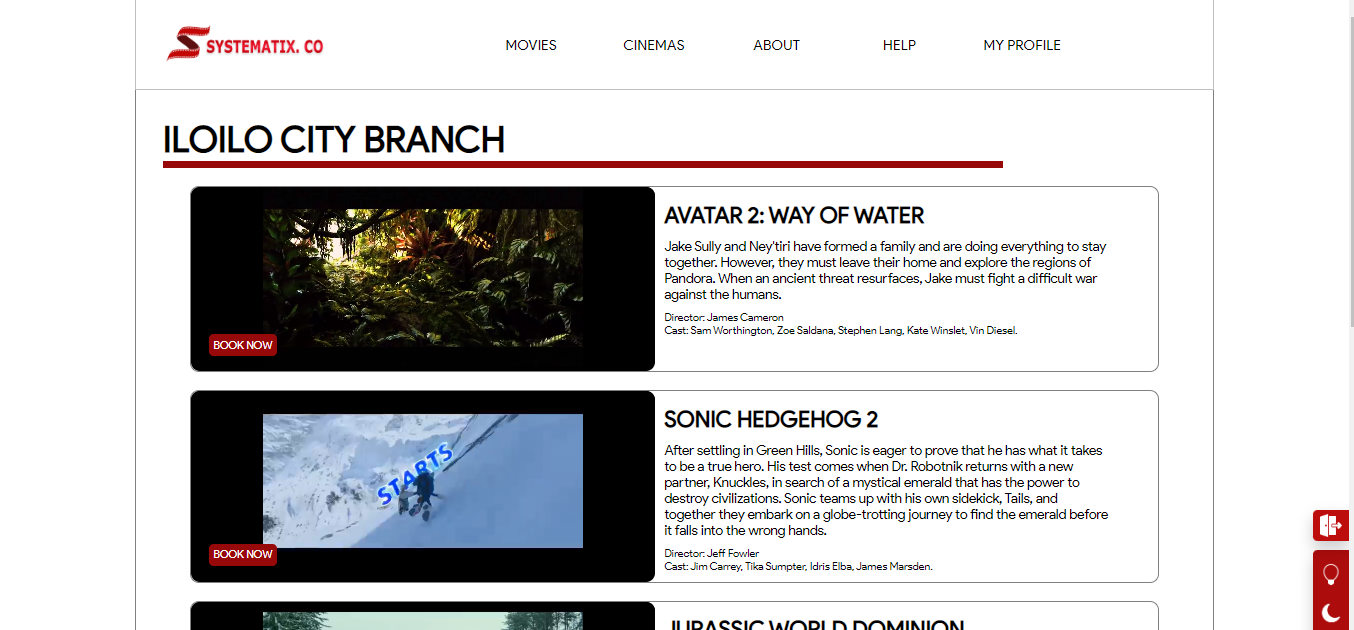 SYSTEMATIX. CO
MOVIES
CINEMAS
ABOUT
HELP
MY PROFILE
ILOILO CITY BRANCH
BOOK NOW
AVATAR 2: WAY OF WATER
Jake Sully and Ney'tiri have formed a family and are doing everything to stay
together. However, they must leave their home and explore the regions of
Pandora. When an ancient threat resurfaces, Jake must fight a difficult war
against the humans.
Director: James Cameron
Cast: Sam Worthington, Zoe Saldana, Stephen Lang, Kate Winslet, Vin Diesel.
STARTS
BOOK NOW
SONIC HEDGEHOG 2
After settling in Green Hills, Sonic is eager to prove that he has what it takes
to be a true hero. His test comes when Dr. Robotnik returns with a new
partner, Knuckles, in search of a mystical emerald that has the power to
destroy civilizations. Sonic teams up with his own sidekick, Tails, and
together they embark on a globe-trotting journey to find the emerald before
it falls into the wrong hands.
Director: Jeff Fowler
Cast: Jim Carrey, Tika Sumpter, Idris Elba, James Marsden.
JURASSIC WORLD DOMINION